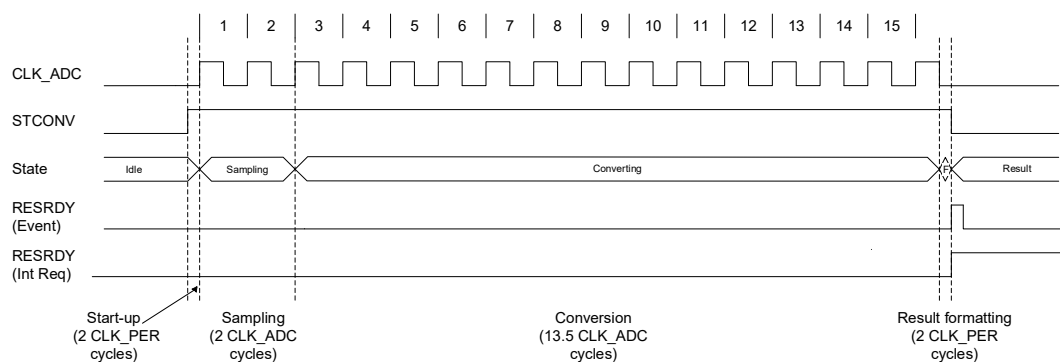 1 2 3 4 5 6 7 8 9 10 11 12 13 14 15
CLK_ADC
STCONV
State Idle Sampling Converting F Result
RESRDY
(Event)
RESRDY
(Int Req)
Start-up
(2 CLK_PER
cycles)
Sampling
(2 CLK_ADC
cycles)
Conversion
(13.5 CLK_ADC
cycles)
Result formatting
(2 CLK_PER
cycles)